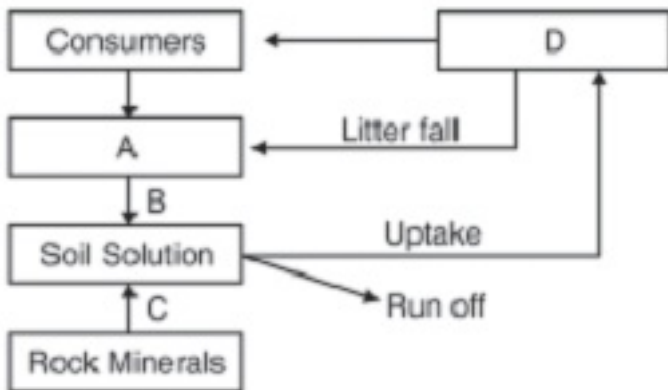 Consumers
D
A
Litter fall
B
Soil Solution
Uptake
C
Run off
Rock Minerals